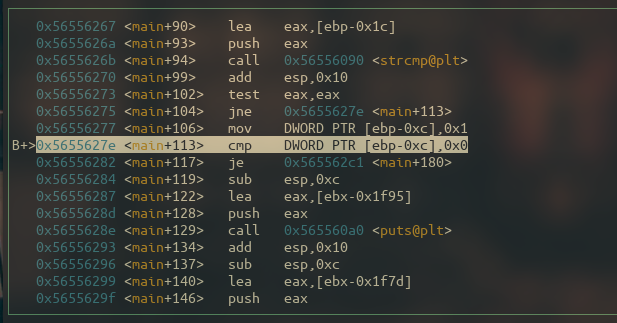 0x56556267 <main+90> lea eax,[ebp-0x1c]
0x5655626a <main+93> push eax
0x5655626b <main+94> call 0x56556090 <strcmp@plt>
0x56556270 <main+99> add esp,0x10
0x56556273 <main+102> test eax,eax
0x56556275 <main+104> jne 0x5655627e <main+113>
0x56556277 <main+106> mov DWORD PTR [ebp-0xc],0x1
B+>0x5655627e <main+113> cmp DWORD PTR [ebp-0xc],0x0
0x56556282 <main+117> je 0x565562c1 <main+180>
0x56556284 <main+119> sub esp,0xc
0x56556287 <main+122> lea eax,[ebx-0x1f95]
0x5655628d <main+128> push eax
0x5655628e <main+129> call 0x565560a0 <puts@plt>
0x56556293 <main+134> add esp,0x10
0x56556296 <main+137> sub esp,0xc
0x56556299 <main+140> lea eax,[ebx-0x1f7d]
0x5655629f <main+146> push eax